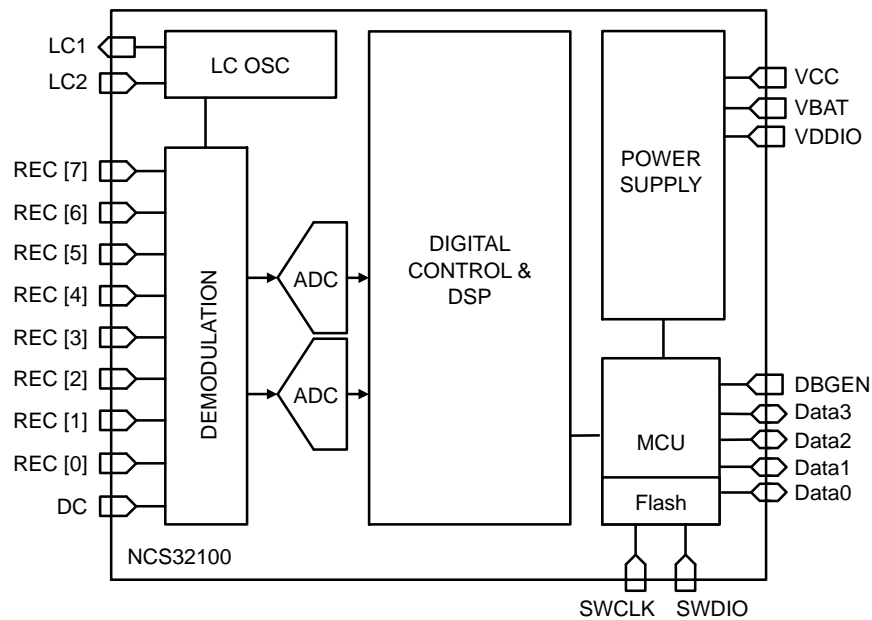 LC1
LC2
LC OSC
REC [7]
REC [6]
REC [5]
REC [4]
REC [3]
REC [2]
REC [1]
REC [0]
DC
DEMODULATION
ADC
ADC
DIGITAL
CONTROL &
DSP
POWER
SUPPLY
VCC
VBAT
VDDIO
MCU
Flash
DBGEN
Data3
Data2
Data1
Data0
NCS32100
SWCLK
SWDIO